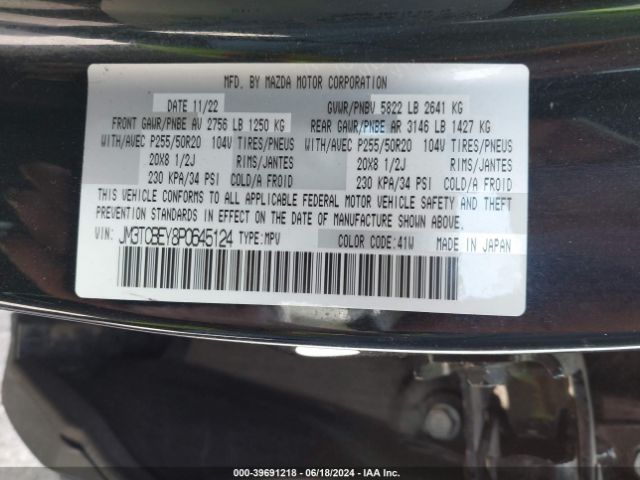 MFD. BY MAZDA MOTOR CORPORATION
DATE 11/22 GVWR/PNBV 5822 LB 2641 KG
FRONT GAWR/PNBE AV 2756 LB 1250 KG REAR GAWR/PNBE AR 3146 LB 1427 KG
WITH/AVEC P255/50R20 104V TIRES/PNEUS WITH/AVEC P255/50R20 104V TIRES/PNEUS
20X8 1/2J RIMS/JANTES 20X8 1/2J RIMS/JANTES
230 KPA/34 PSI COLD/A FROID 230 KPA/34 PSI COLD/A FROID
THIS VEHICLE CONFORMS TO ALL APPLICABLE FEDERAL MOTOR VEHICLE SAFETY AND THEFT
PREVENTION STANDARDS IN EFFECT ON THE DATE OF MANUFACTURE SHOWN ABOVE.
VIN: JM3TCBEY8P0645124 TYPE:MPV COLOR CODE:41W MADE IN JAPAN
000-39691218 - 06/18/2024 - IAA Inc.